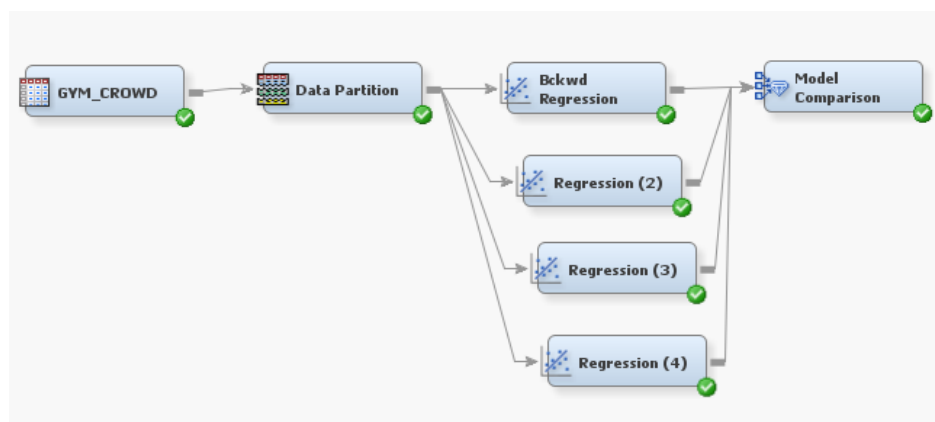 GYM_CROWD
Data Partition
Bckwd
Regression
Model
Comparison
Regression (2)
Regression (3)
Regression (4)